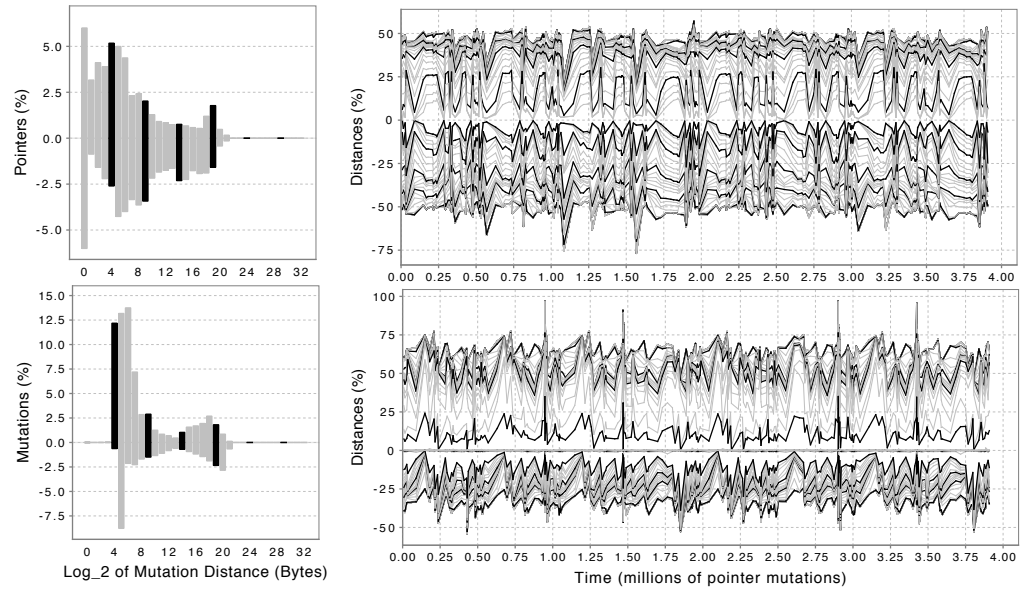 Pointers (%)
5.0
2.5
0.0
-2.5
-5.0
0 4 8 12 16 20 24 28 32
Distances (%)
50
25
0
-25
-50
-75
0.00 0.25 0.50 0.75 1.00 1.25 1.50 1.75 2.00 2.25 2.50 2.75 3.00 3.25 3.50 3.75 4.00
Mutations (%)
15.0
12.5
10.0
7.5
5.0
2.5
0.0
-2.5
-5.0
-7.5
0 4 8 12 16 20 24 28 32
Log_2 of Mutation Distance (Bytes)
Distances (%)
100
75
50
25
0
-25
-50
0.00 0.25 0.50 0.75 1.00 1.25 1.50 1.75 2.00 2.25 2.50 2.75 3.00 3.25 3.50 3.75 4.00
Time (millions of pointer mutations)